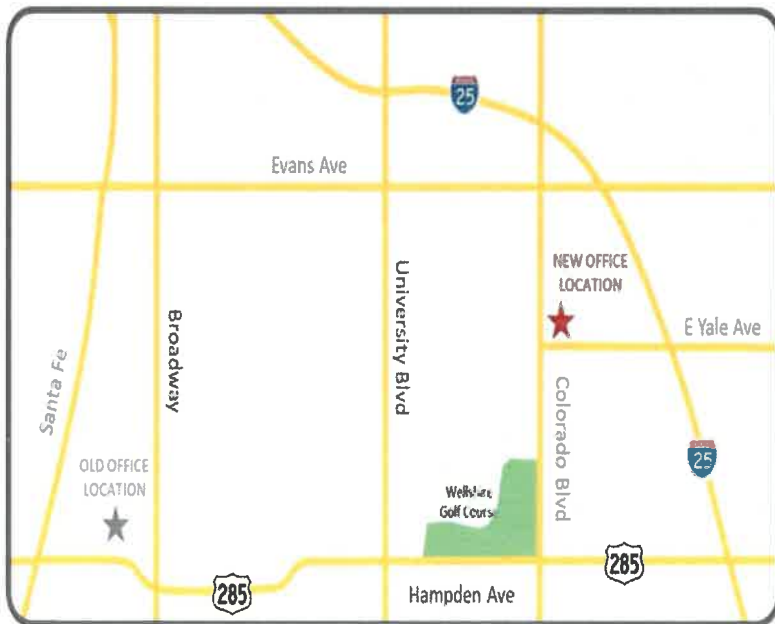 25
Evans Ave
NEW OFFICE
LOCATION
E Yale Ave
University Blvd
Broadway
Santa Fe
Colorado Blvd
25
OLD OFFICE
LOCATION
Wellshire
Golf Course
285
285
Hampden Ave